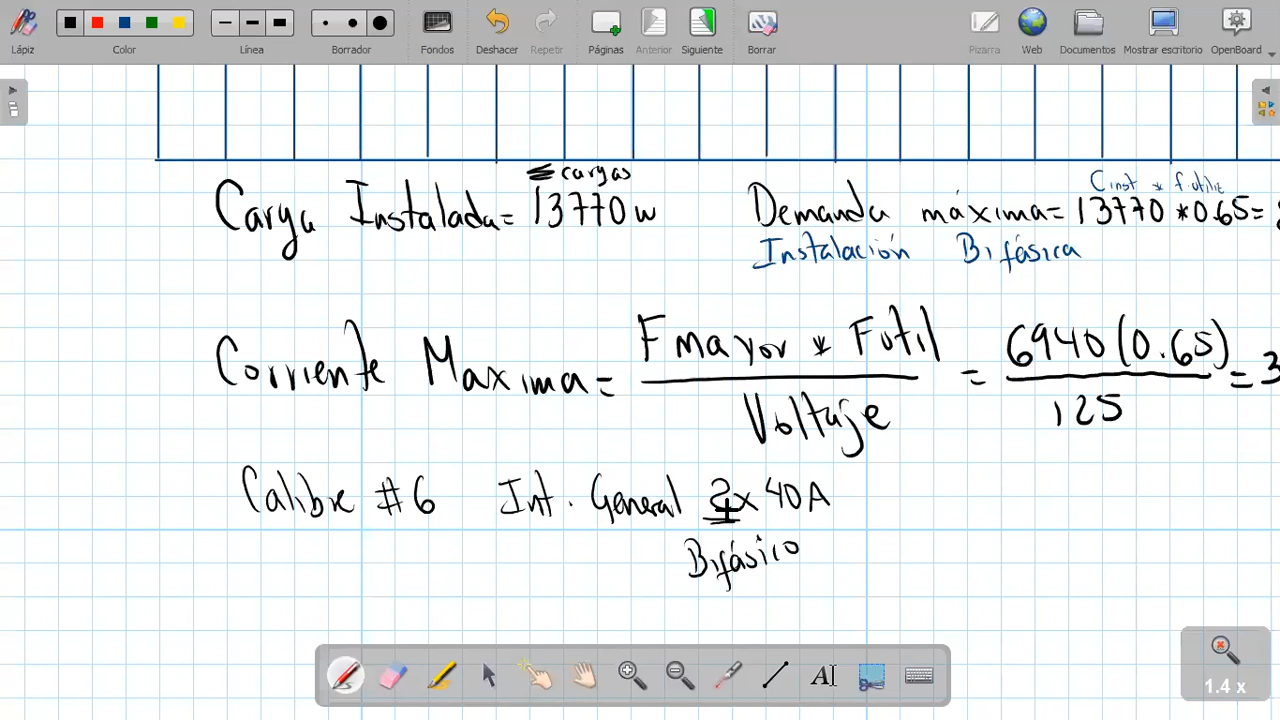 Lápiz Color Línea Borrador Fondos Deshacer Repetir Páginas Anterior Siguiente Borrar Pizarra Web Documentos Mostrar escritorio OpenBoard
cargas
Carga Instalada= 13770 w
Cinst * f.utiliz
Demanda máxima= 13770 *0.65=
Instalación Bifásica
Corriente Maxima= Fmayor * Futil / Voltaje = 6940(0.65) / 125 = 3
Calibre #6 Int. General 2x40A
Bifásico
1.4 x